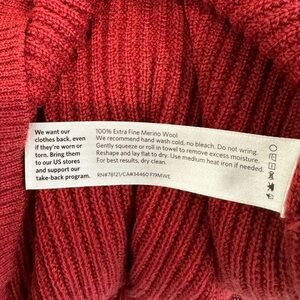 We want our
clothes back, even
if they're worn or
torn. Bring them
to our US stores
and support our
take-back program.
100% Extra Fine Merino Wool
We recommend hand wash cold, no bleach. Do not wring.
Gently squeeze or roll in towel to remove excess moisture.
Reshape and lay flat to dry. Use medium heat iron if needed.
For best results, dry clean.
RN#78121/CA#34460 F19MWE